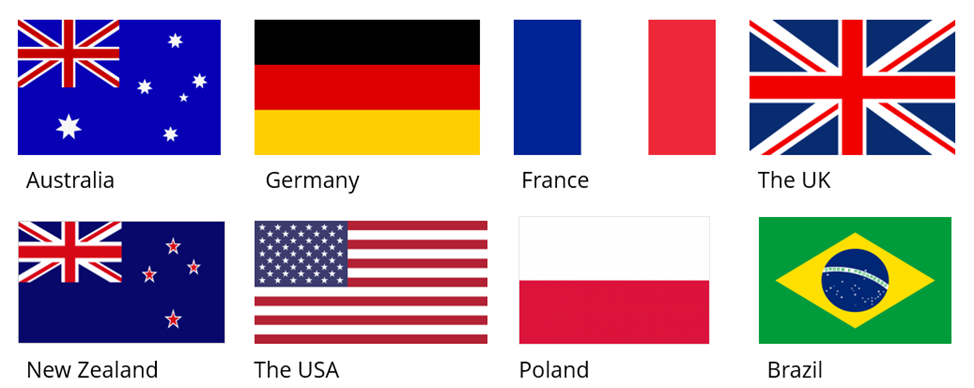 Australia
Germany
France
The UK
New Zealand
The USA
Poland
Brazil